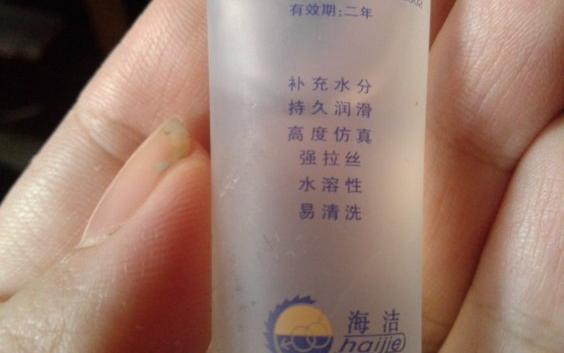 有效期:二年
补充水分
持久润滑
高度仿真
强拉丝
水溶性
易清洗
海洁
haijie